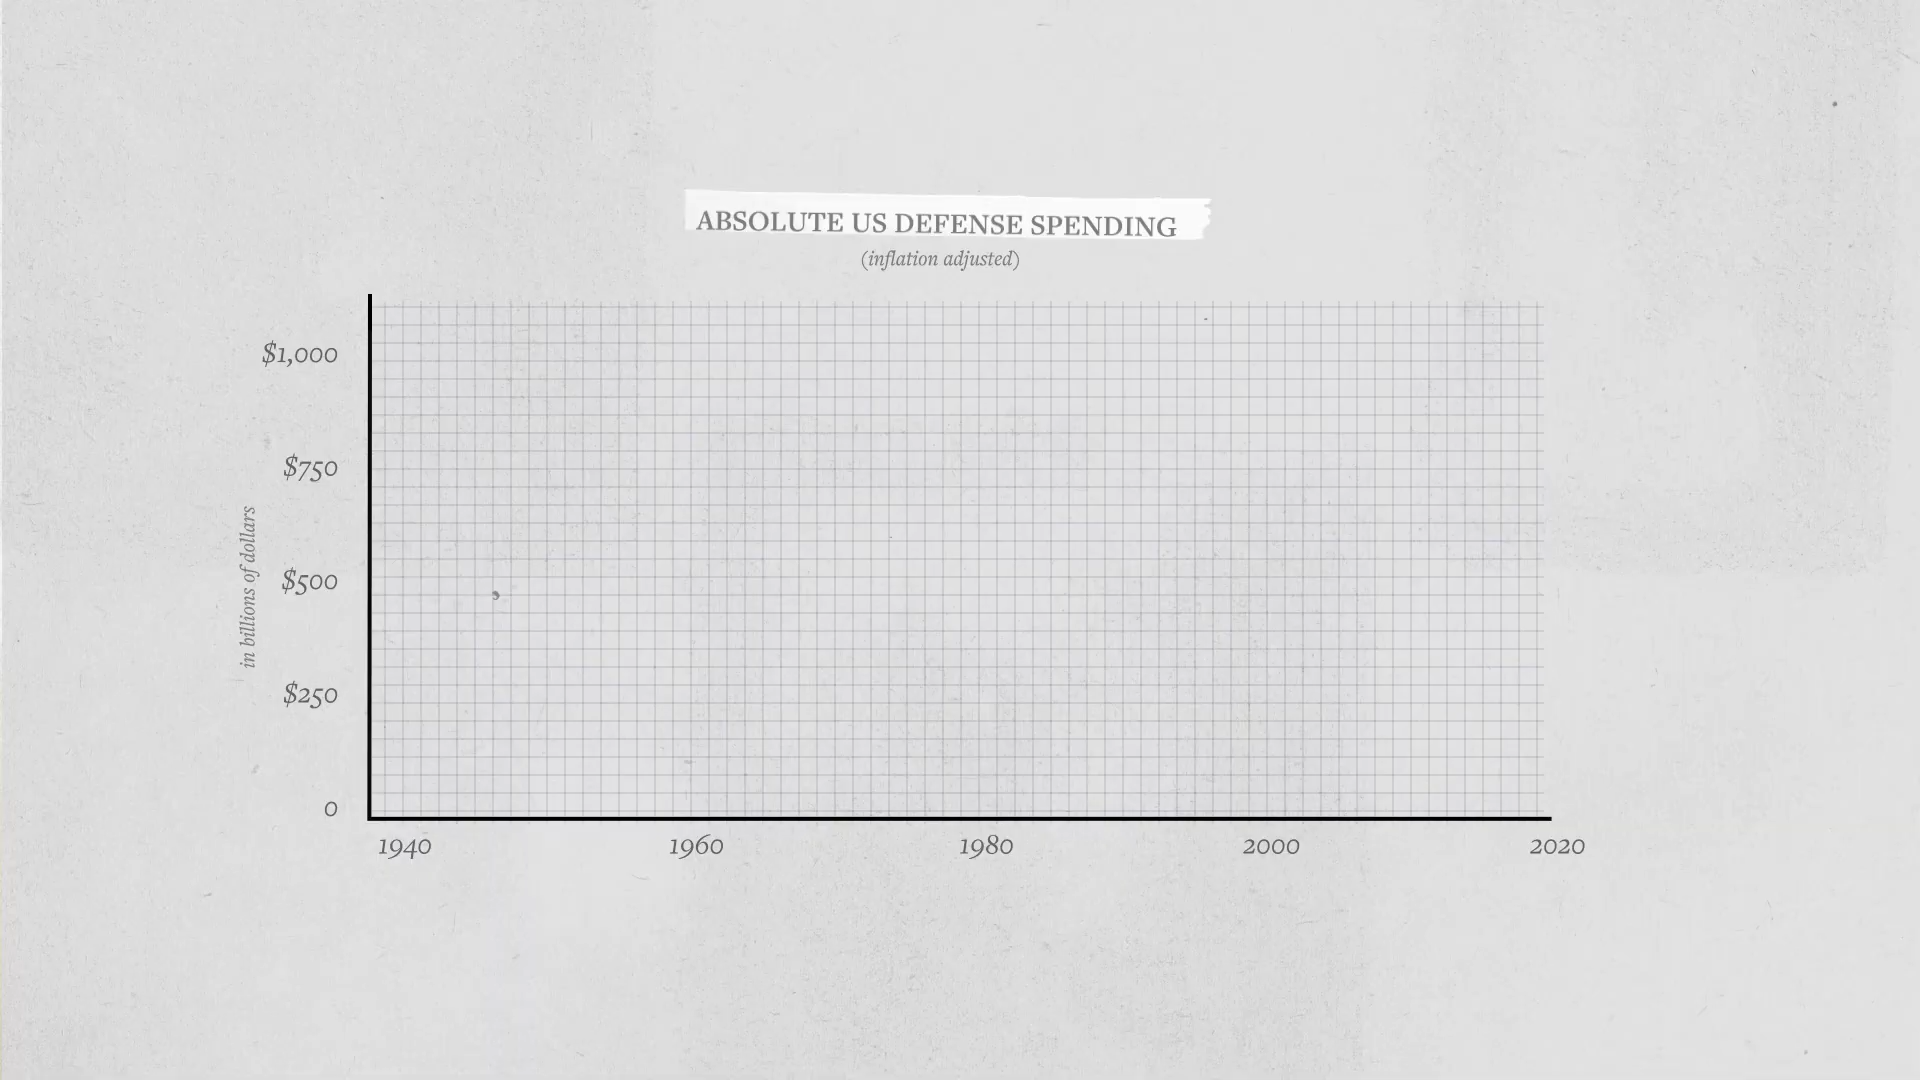 ABSOLUTE US DEFENSE SPENDING
(inflation adjusted)
$1,000
$750
$500
$250
0
in billions of dollars
1940 1960 1980 2000 2020